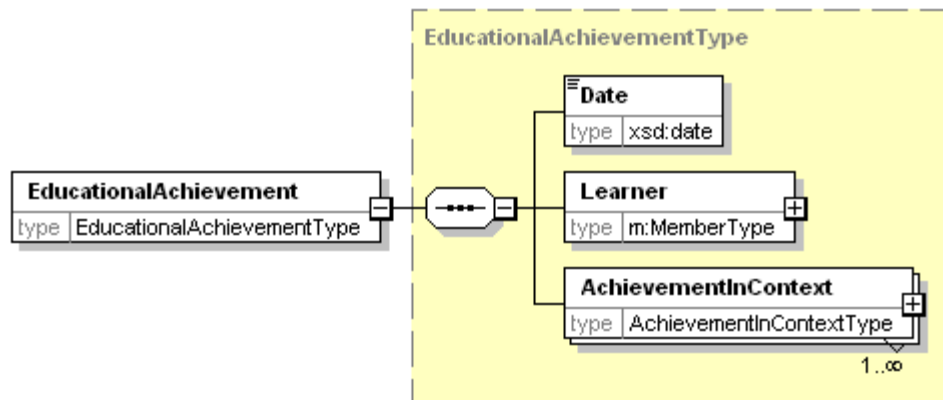 EducationalAchievementType
Date
type xsd:date
EducationalAchievement
type EducationalAchievementType
Learner
type m:MemberType
AchievementInContext
type AchievementInContextType
1..∞